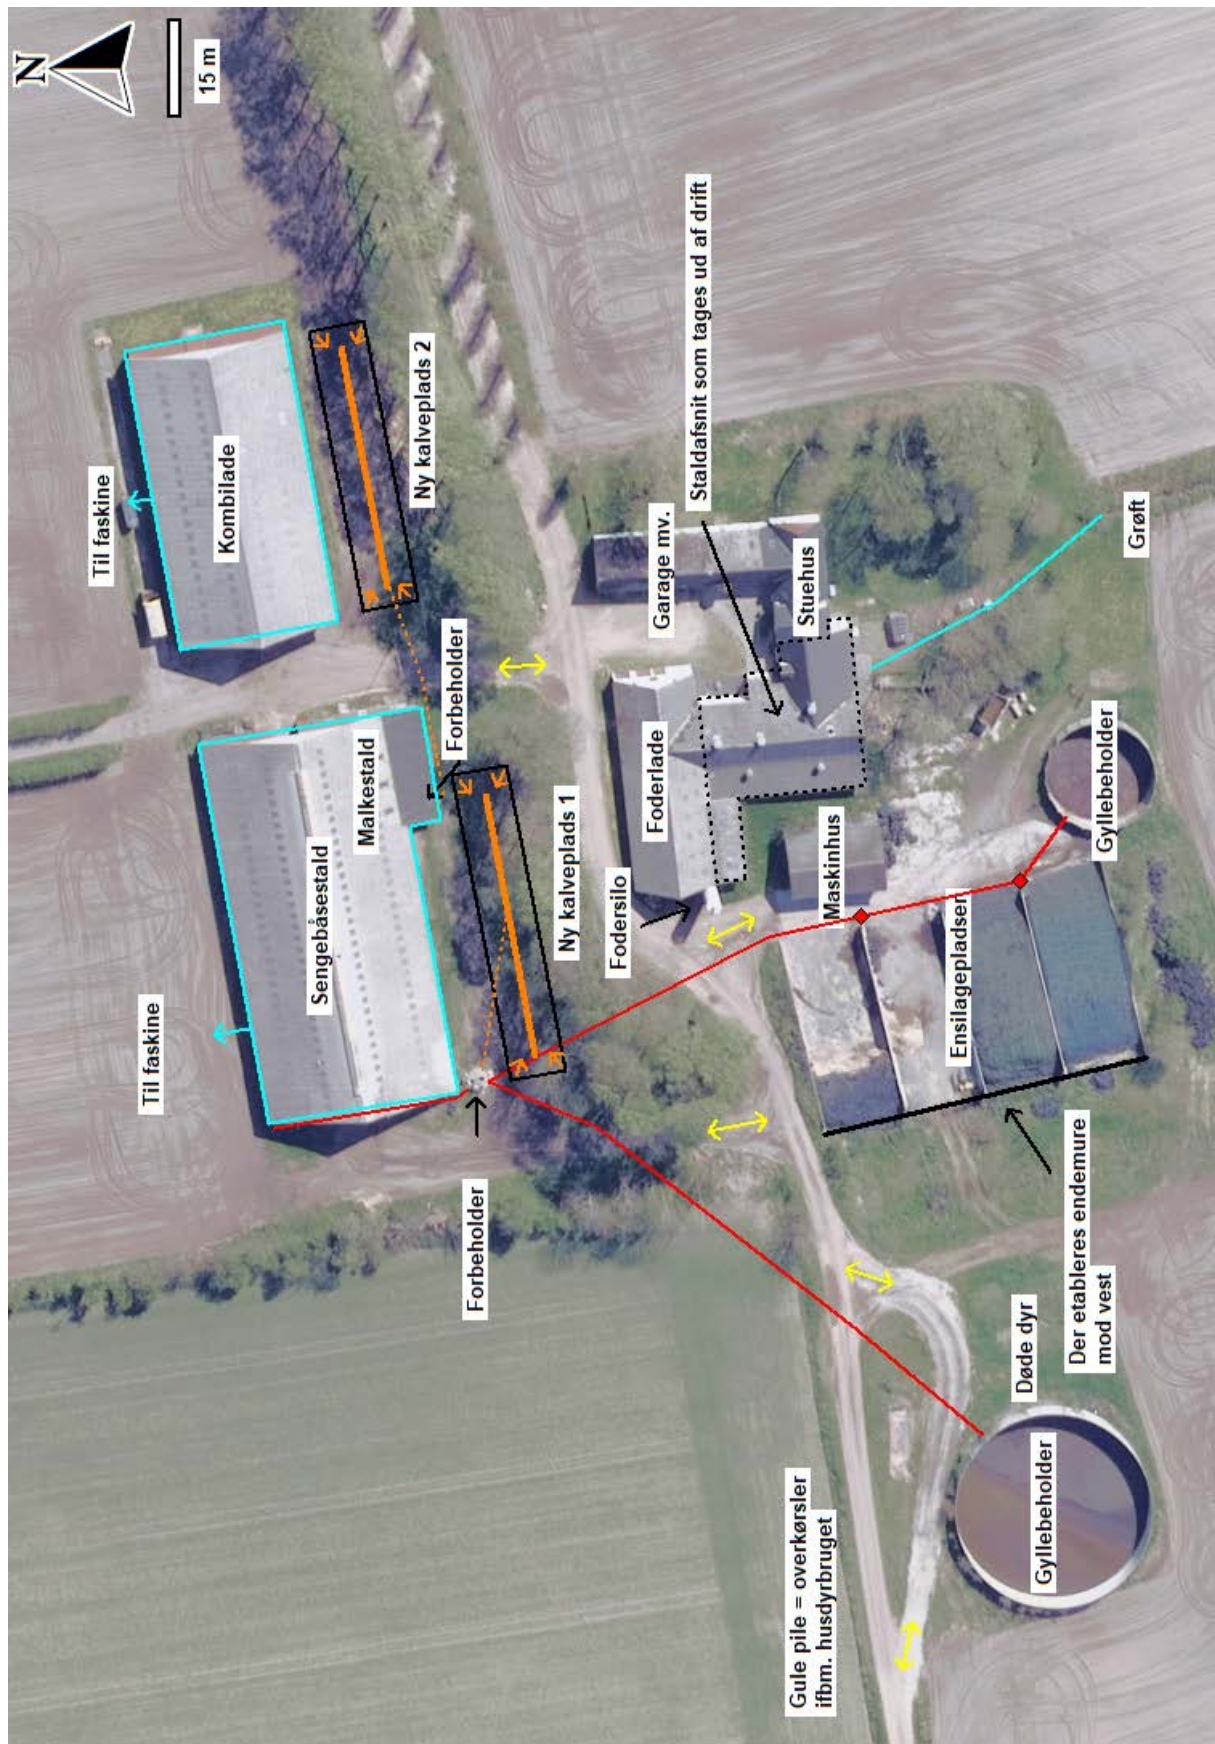 N
Til faskine
Til faskine
15 m
Kombilade
Sengebåsestald
Malkestald
Ny kalveplads 2
Forbeholder
Forbeholder
Ny kalveplads 1
Fodersilo
Foderlade
Garage mv.
Staldafsnit som tages ud af drift
Gule pile = overkørsler
ifbm. husdyrbruget
Stuehus
Maskinhus
Ensilagepladsen
Døde dyr
Gyllebeholder
Der etableres endemure
mod vest
Gyllebeholder
Grøft